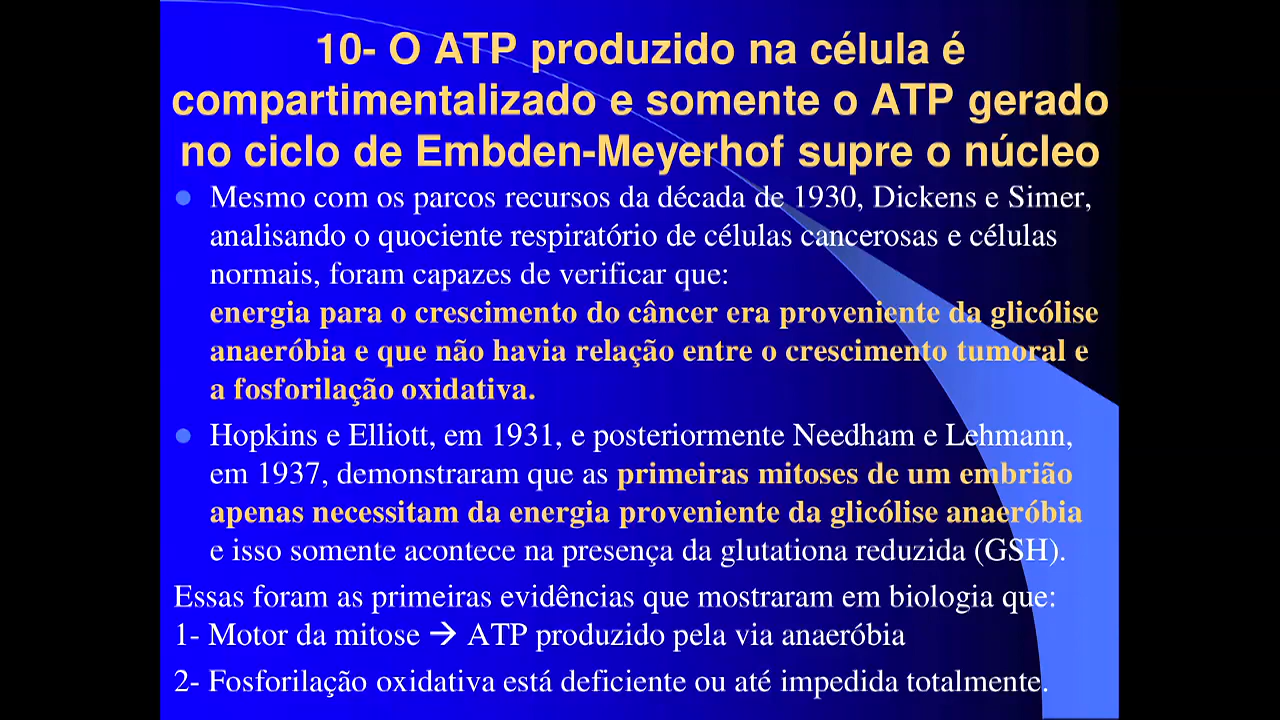 10- O ATP produzido na célula é
compartimentalizado e somente o ATP gerado
no ciclo de Embden-Meyerhof supre o núcleo
Mesmo com os parcos recursos da década de 1930, Dickens e Simer,
analisando o quociente respiratório de células cancerosas e células
normais, foram capazes de verificar que:
energia para o crescimento do câncer era proveniente da glicólise
anaeróbia e que não havia relação entre o crescimento tumoral e
a fosforilação oxidativa.
Hopkins e Elliott, em 1931, e posteriormente Needham e Lehmann,
em 1937, demonstraram que as primeiras mitoses de um embrião
apenas necessitam da energia proveniente da glicólise anaeróbia
e isso somente acontece na presença da glutationa reduzida (GSH).
Essas foram as primeiras evidências que mostraram em biologia que:
1- Motor da mitose → ATP produzido pela via anaeróbia
2- Fosforilação oxidativa está deficiente ou até impedida totalmente.